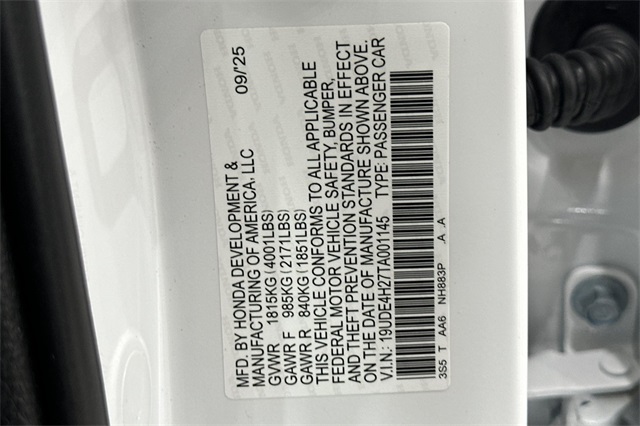 MFD. BY HONDA DEVELOPMENT & 09/'25
MANUFACTURING OF AMERICA, LLC
GVWR 1815KG (4001LBS)
GAWR F 985KG (2171LBS)
GAWR R 840KG (1851LBS)
THIS VEHICLE CONFORMS TO ALL APPLICABLE
FEDERAL MOTOR VEHICLE SAFETY, BUMPER,
AND THEFT PREVENTION STANDARDS IN EFFECT
ON THE DATE OF MANUFACTURE SHOWN ABOVE.
V.I.N.: 19UDE4H27TA001145 TYPE: PASSENGER CAR
3S5 T AA6 NH883P A A